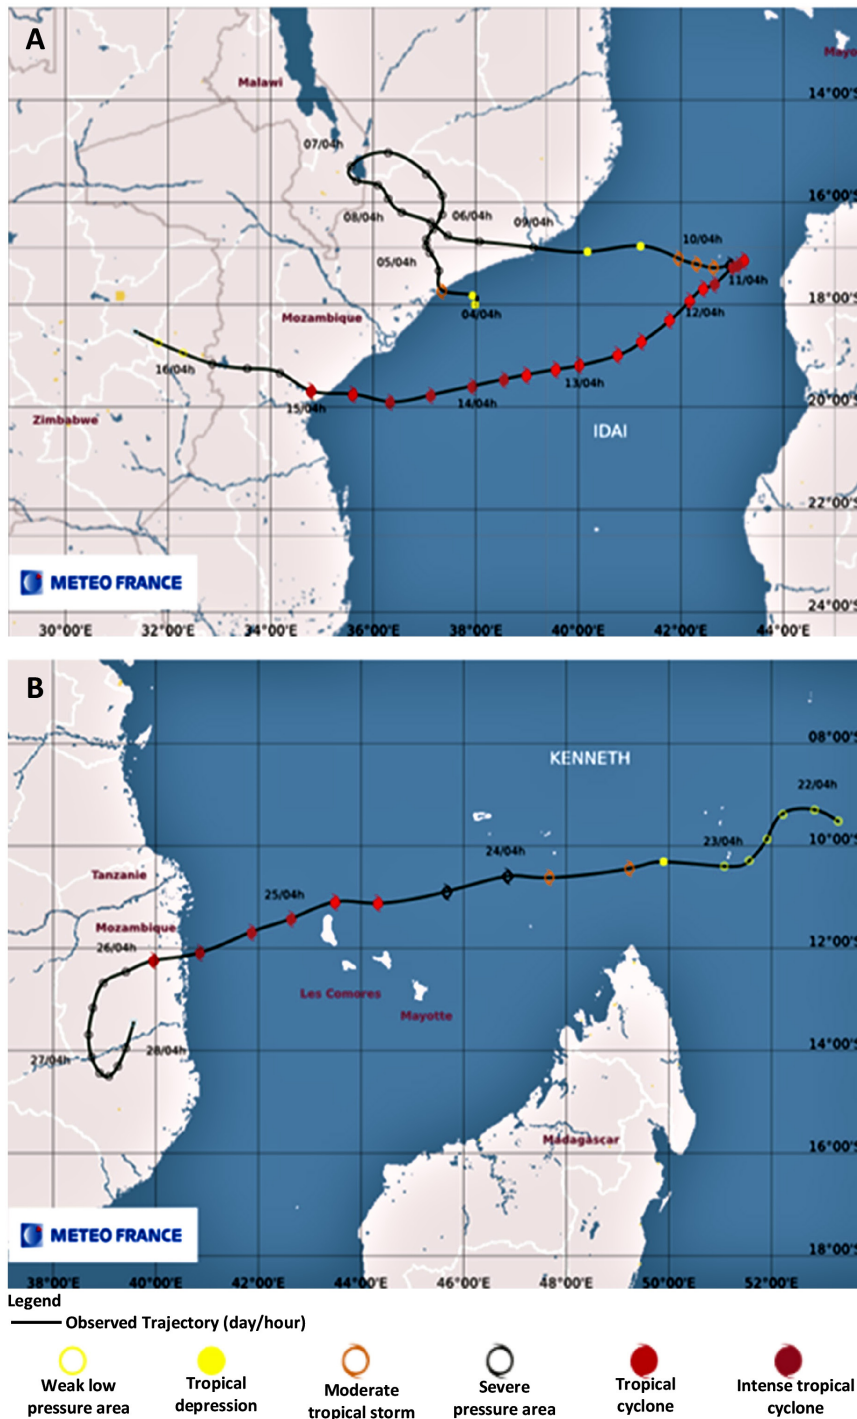 A
Mayo
Malawi
14°00'S
07/04h
16°00'S
08/04h
06/04h
09/04h
10/04h
05/04h
11/04h
18°00'S
04/04h
12/04h
Mozambique
16/04h
13/04h
15/04h
14/04h
20°00'S
Zimbabwe
IDAI
22°00'S
METEO FRANCE
24°00'S
30°00'E 32°00'E 34°00'E 36°00'E 38°00'E 40°00'E 42°00'E 44°00'E
B
08°00'S
KENNETH
22/04h
10°00'S
23/04h
24/04h
Tanzanie
25/04h
Mozambique
26/04h
12°00'S
Les Comores
Mayotte
14°00'S
27/04h
28/04h
Madagascar
16°00'S
METEO FRANCE
18°00'S
38°00'E 40°00'E 42°00'E 44°00'E 46°00'E 48°00'E 50°00'E 52°00'E
Legend
Observed Trajectory (day/hour)
Weak low
pressure area
Tropical
depression
Moderate
tropical storm
Severe
pressure area
Tropical
cyclone
Intense tropical
cyclone